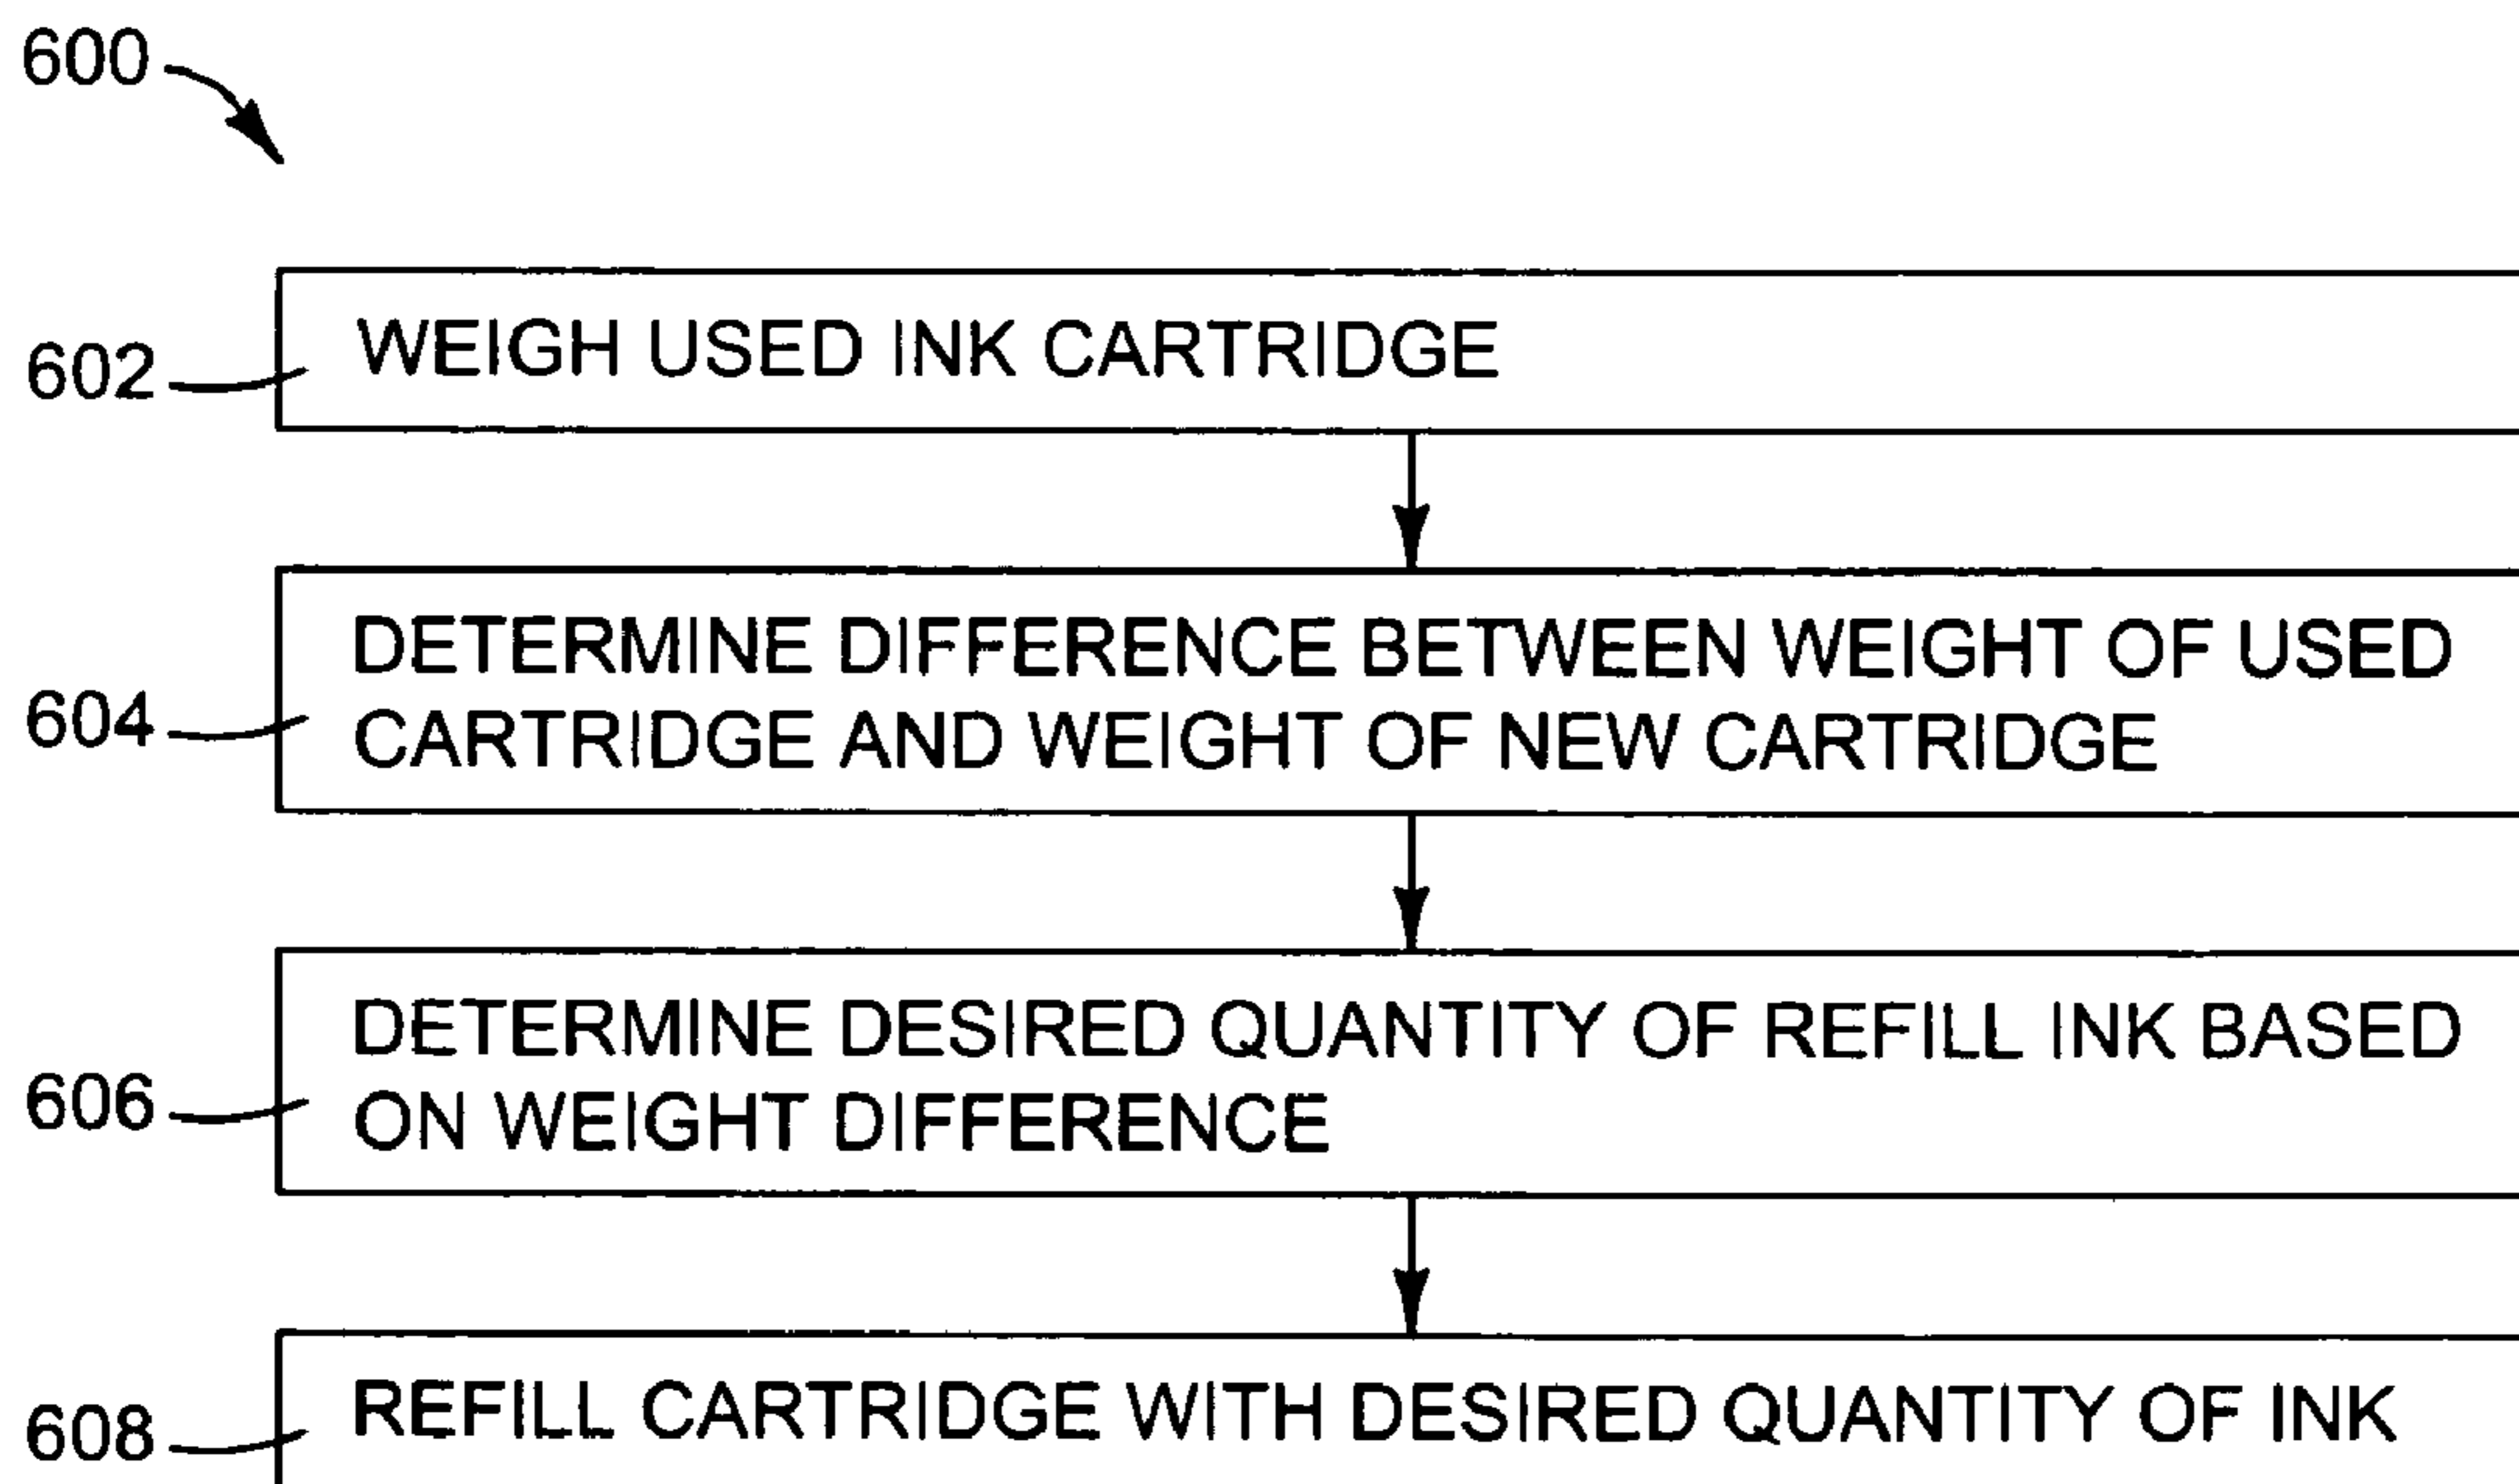 600
602
WEIGH USED INK CARTRIDGE
604
DETERMINE DIFFERENCE BETWEEN WEIGHT OF USED
CARTRIDGE AND WEIGHT OF NEW CARTRIDGE
606
DETERMINE DESIRED QUANTITY OF REFILL INK BASED
ON WEIGHT DIFFERENCE
608
REFILL CARTRIDGE WITH DESIRED QUANTITY OF INK